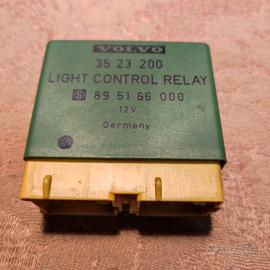 VOLVO
35 23 200
LIGHT CONTROL RELAY
89 51 66 000
12V
Germany